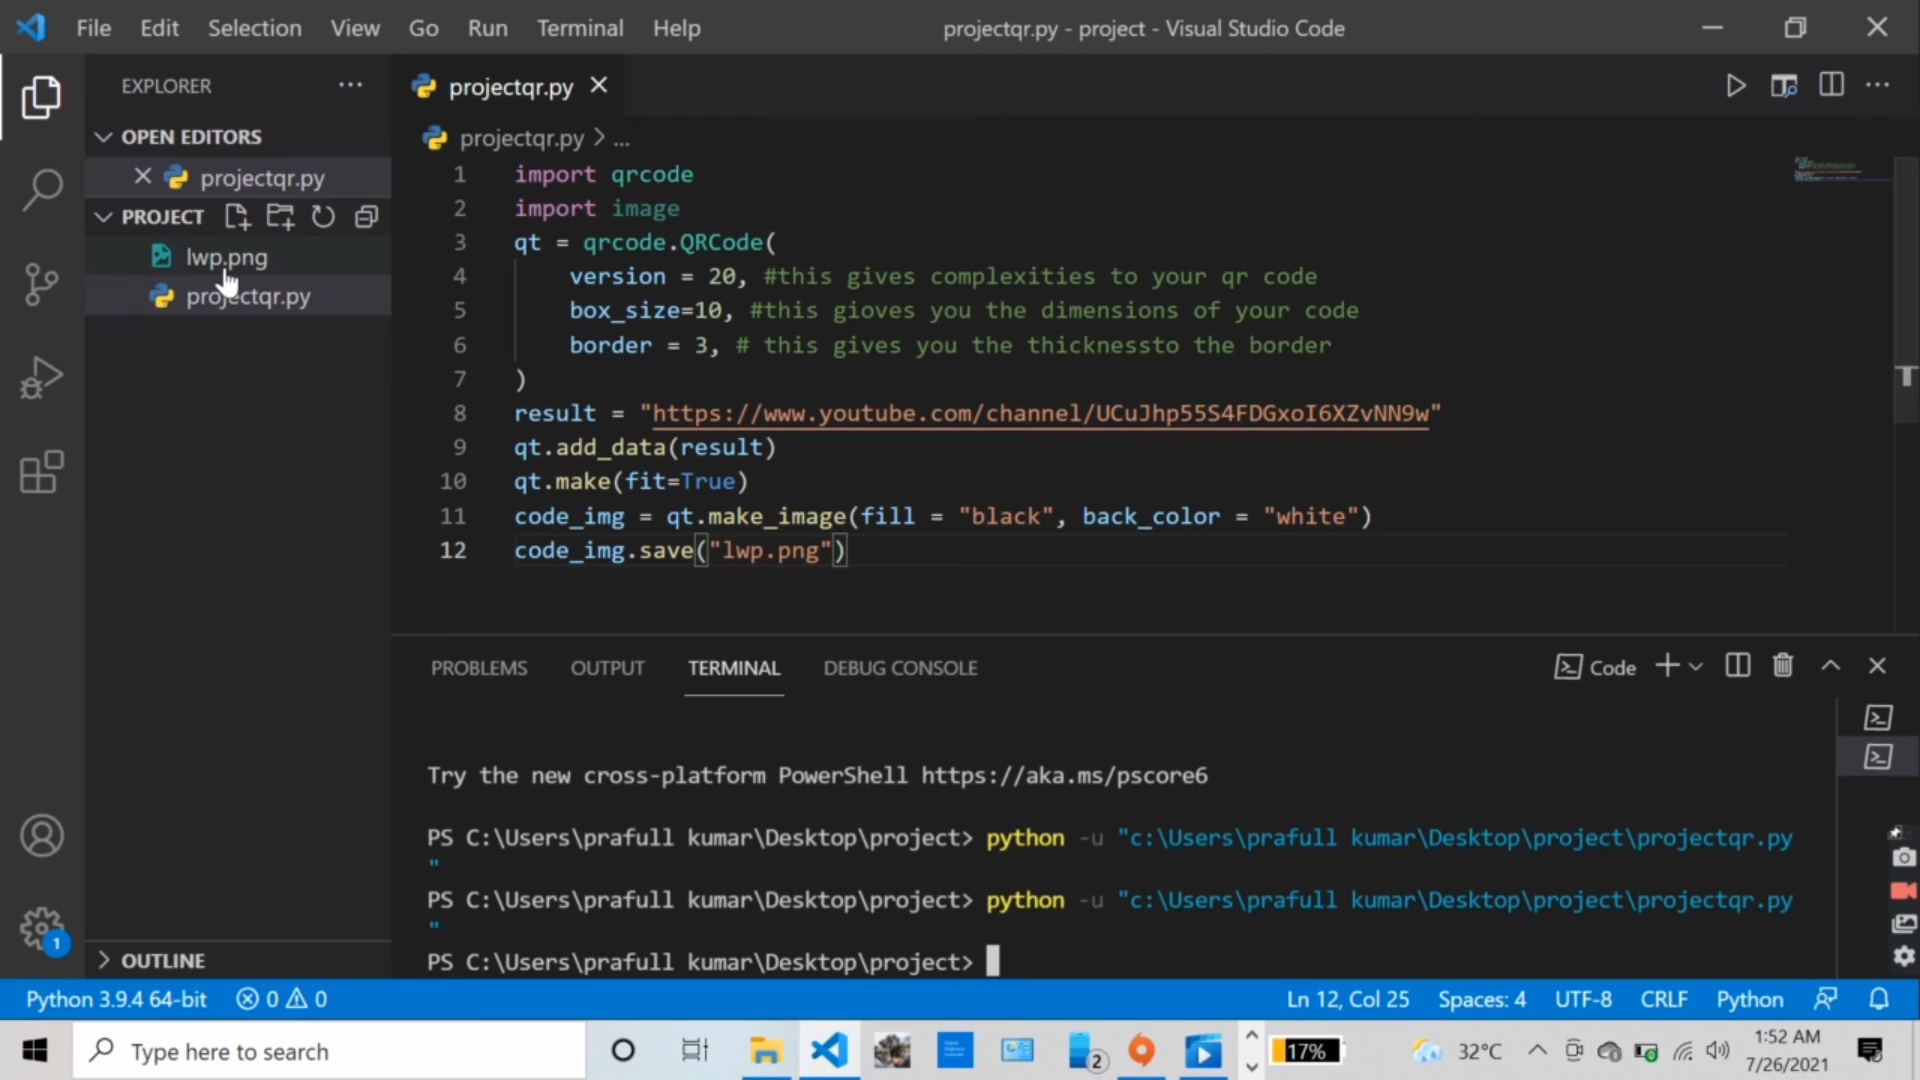 File Edit Selection View Go Run Terminal Help
projectqr.py - project - Visual Studio Code
EXPLORER
OPEN EDITORS
projectqr.py
PROJECT
lwp.png
projectqr.py
OUTLINE
projectqr.py
projectqr.py > ...
1 import qrcode
2 import image
3 qt = qrcode.QRCode(
4 version = 20, #this gives complexities to your qr code
5 box_size=10, #this gioves you the dimensions of your code
6 border = 3, # this gives you the thicknessto the border
7 )
8 result = "https://www.youtube.com/channel/UCuJhp55S4FDGxoI6XZvNN9w"
9 qt.add_data(result)
10 qt.make(fit=True)
11 code_img = qt.make_image(fill = "black", back_color = "white")
12 code_img.save("lwp.png")
PROBLEMS OUTPUT TERMINAL DEBUG CONSOLE
Code
Try the new cross-platform PowerShell https://aka.ms/pscore6
PS C:\Users\prafull kumar\Desktop\project> python -u "c:\Users\prafull kumar\Desktop\project\projectqr.py
"
PS C:\Users\prafull kumar\Desktop\project> python -u "c:\Users\prafull kumar\Desktop\project\projectqr.py
"
PS C:\Users\prafull kumar\Desktop\project>
1
Python 3.9.4 64-bit 0 0
Ln 12, Col 25 Spaces: 4 UTF-8 CRLF Python
Type here to search
2
17%
32°C
1:52 AM
7/26/2021